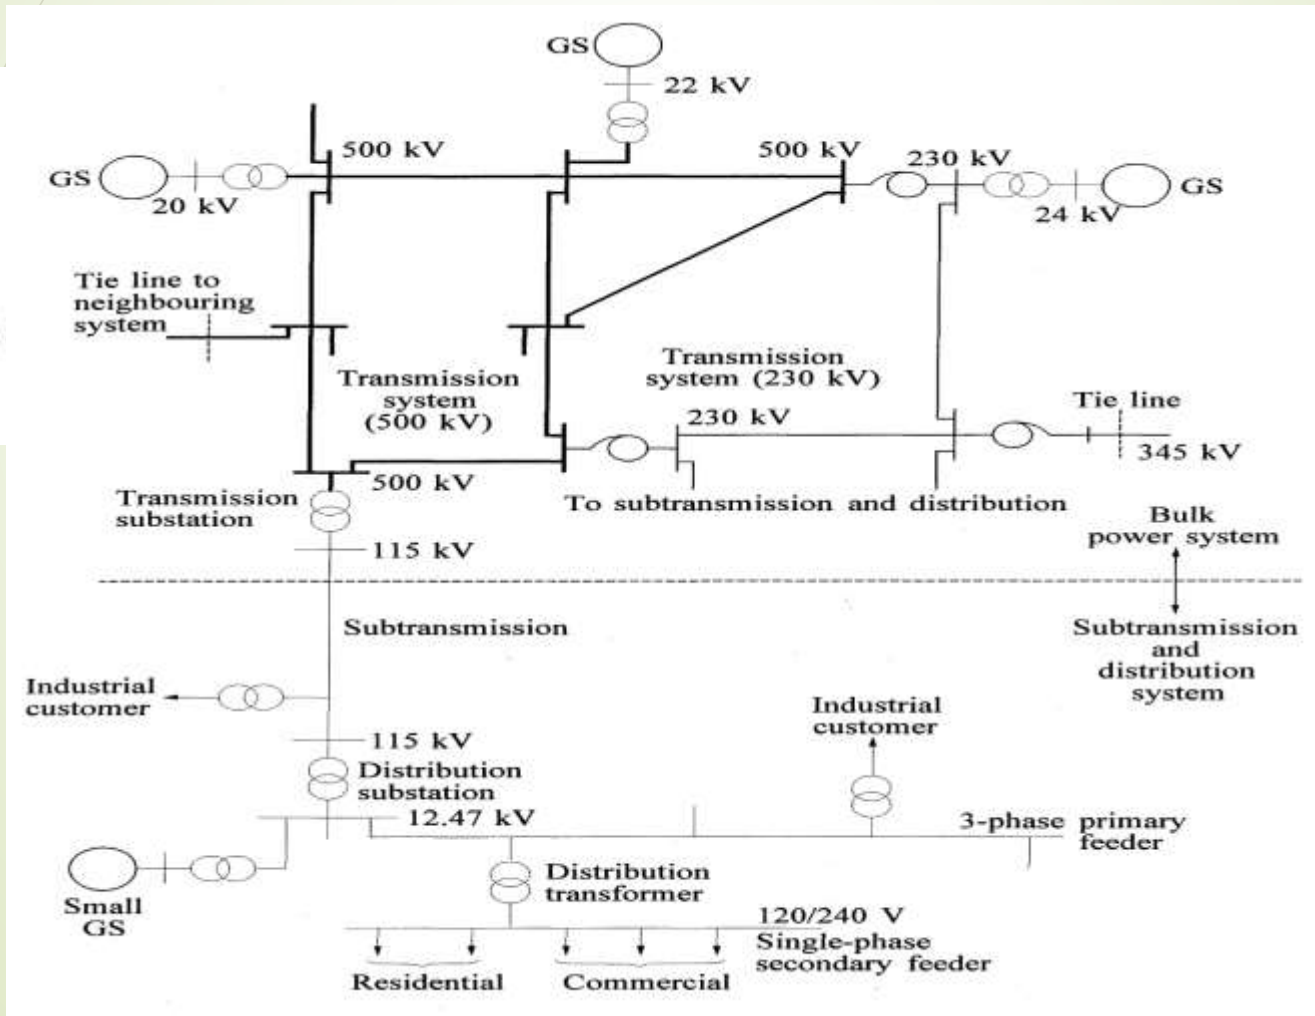 GS
22 kV
500 kV
500 kV
230 kV
GS
20 kV
24 kV
GS
Tie line to
neighbouring
system
Transmission
system
(500 kV)
Transmission
system (230 kV)
230 kV
Tie line
345 kV
500 kV
To subtransmission and distribution
Transmission
substation
115 kV
Bulk
power system
Subtransmission
Subtransmission
and
distribution
system
Industrial
customer
Industrial
customer
115 kV
Distribution
substation
12.47 kV
3-phase primary
feeder
Small
GS
Distribution
transformer
120/240 V
Single-phase
secondary feeder
Residential
Commercial